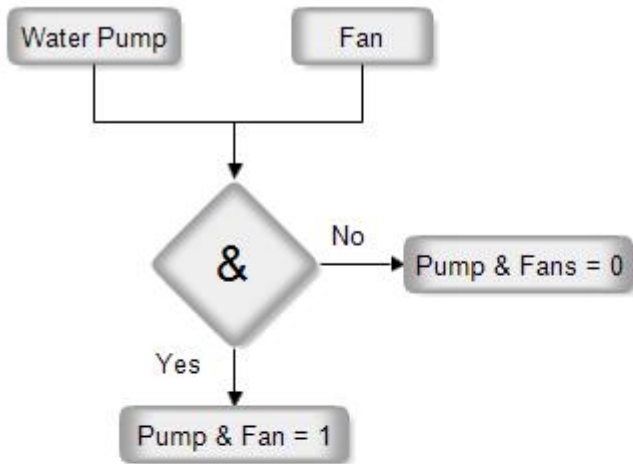 Water Pump
Fan
&
No
Pump & Fans = 0
Yes
Pump & Fan = 1